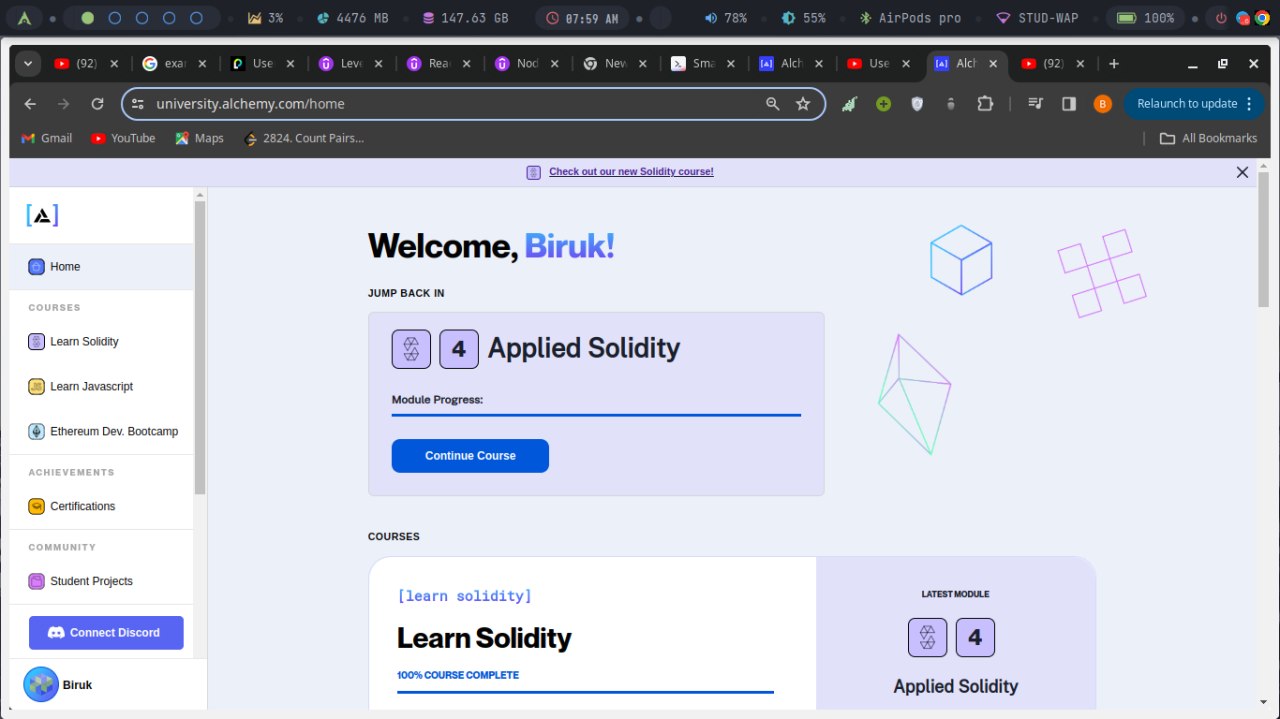 3% 4476 MB 147.63 GB 07:59 AM 78% 55% AirPods pro STUD-WAP 100%
(92) exar User Leve Rea Nod New Sma Alch Use Alch (92)
university.alchemy.com/home
B Relaunch to update
Gmail YouTube Maps 2824. Count Pairs... All Bookmarks
Check out our new Solidity course!
Home
COURSES
Learn Solidity
Learn Javascript
Ethereum Dev. Bootcamp
ACHIEVEMENTS
Certifications
COMMUNITY
Student Projects
Connect Discord
Biruk
Welcome, Biruk!
JUMP BACK IN
4 Applied Solidity
Module Progress:
Continue Course
COURSES
[learn solidity]
Learn Solidity
100% COURSE COMPLETE
LATEST MODULE
4
Applied Solidity